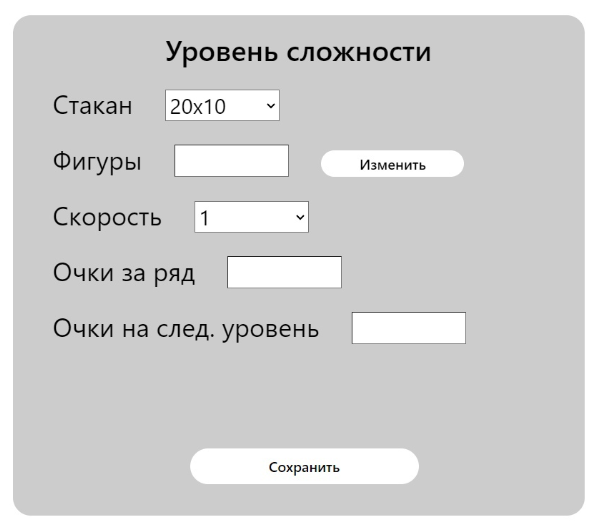 Уровень сложности
Стакан 20x10
Фигуры Изменить
Скорость 1
Очки за ряд
Очки на след. уровень
Сохранить